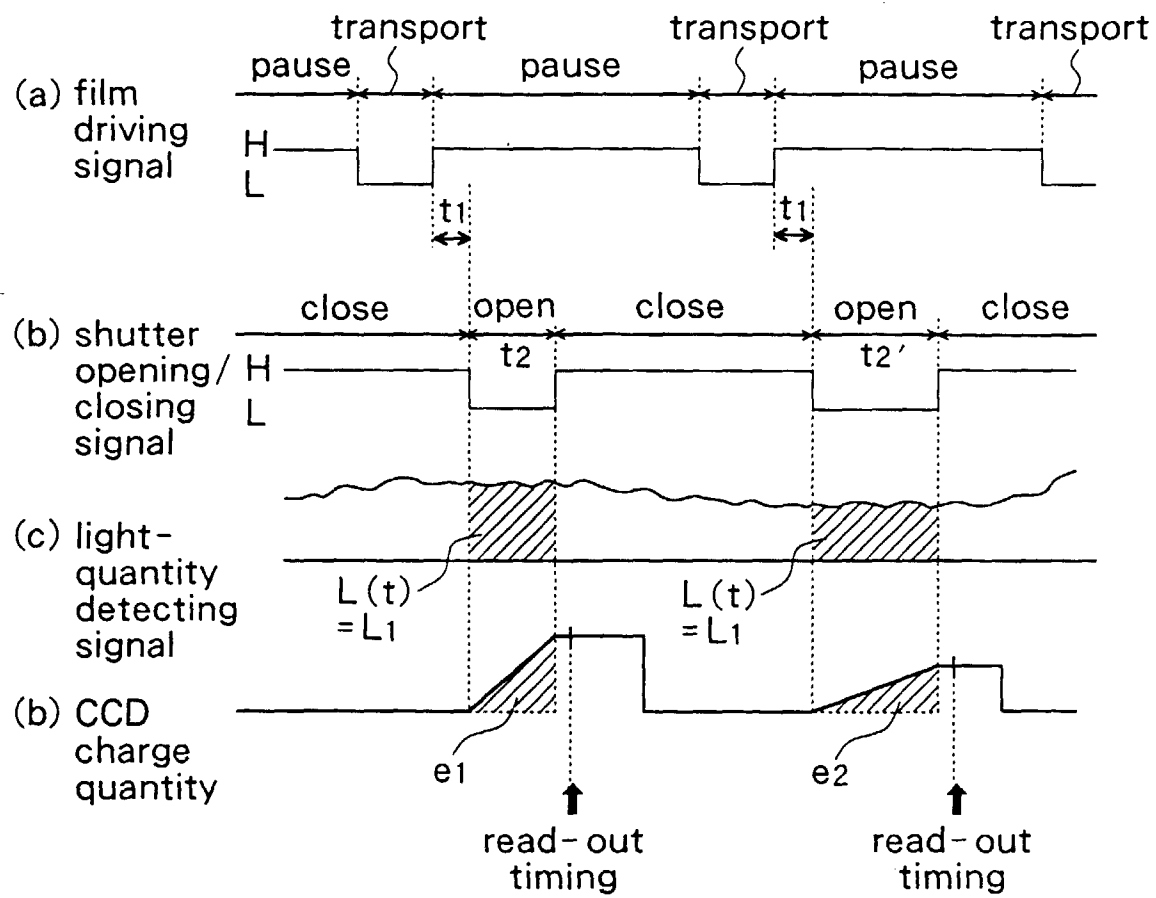 transport transport transport
pause pause pause
(a) film
driving
signal
H
L
t1 t1
close open close open close
(b) shutter
opening/
closing
signal
t2 t2'
H
L
(c) light-
quantity
detecting
signal
L(t)
=L1
L(t)
=L1
(b) CCD
charge
quantity
e1 e2
read-out
timing
read-out
timing